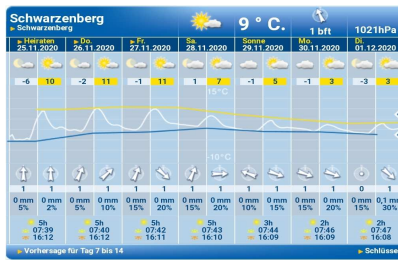 Schwarzenberg
► Schwarzenberg
9 ° C.
1 bft
1021hPa
► Heiraten ► Do. ► Fr. Sa. Sonne Mo. Di.
25.11.2020 26.11.2020 27.11.2020 28.11.2020 29.11.2020 30.11.2020 01.12.2020
-6 10 -2 11 -1 11 1 7 -1 5 -1 3 -3 3
15°C
-10°C
1 1 1 1 1 1 1 1 1 1 1 1 0 1
0 mm 0 mm 0 mm 0 mm 0 mm 0 mm 0 mm 0 mm 0 mm 0 mm 0 mm 0 mm 0 mm 0,1 m
5% 2% 5% 10% 15% 20% 15% 20% 10% 10% 15% 20% 15% 30%
5h 5h 5h 5h 3h 2h 2h
07:39 07:40 07:42 07:43 07:44 07:46 07:47
16:12 16:12 16:11 16:10 16:09 16:09 16:08
► Vorhersage für Tag 7 bis 14
► Schlüsse